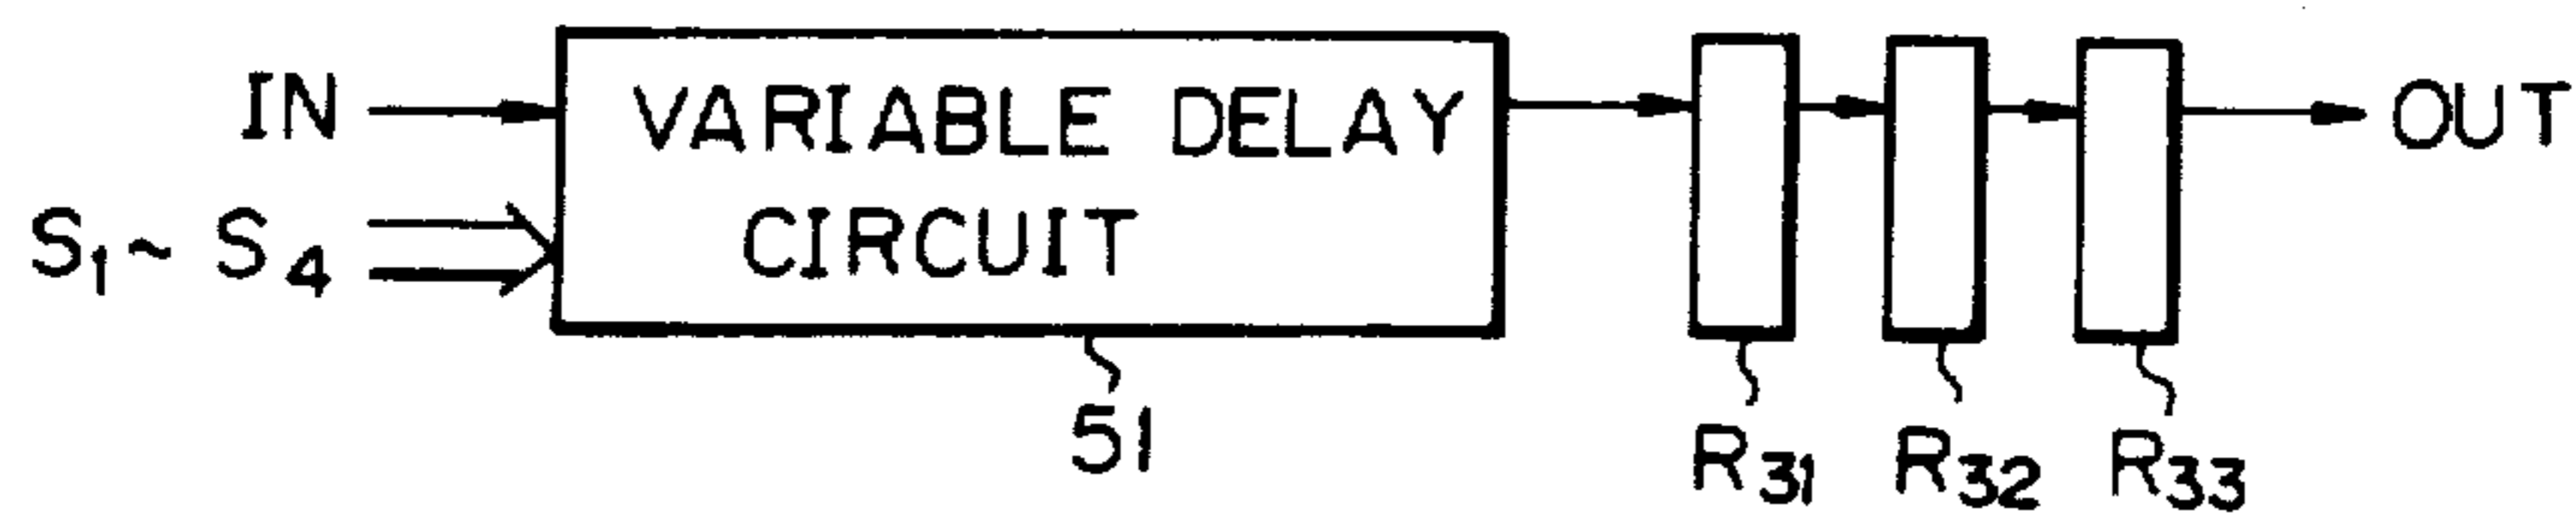 IN
VARIABLE DELAY
CIRCUIT
OUT
S₁~ S₄
51
R₃₁
R₃₂
R₃₃